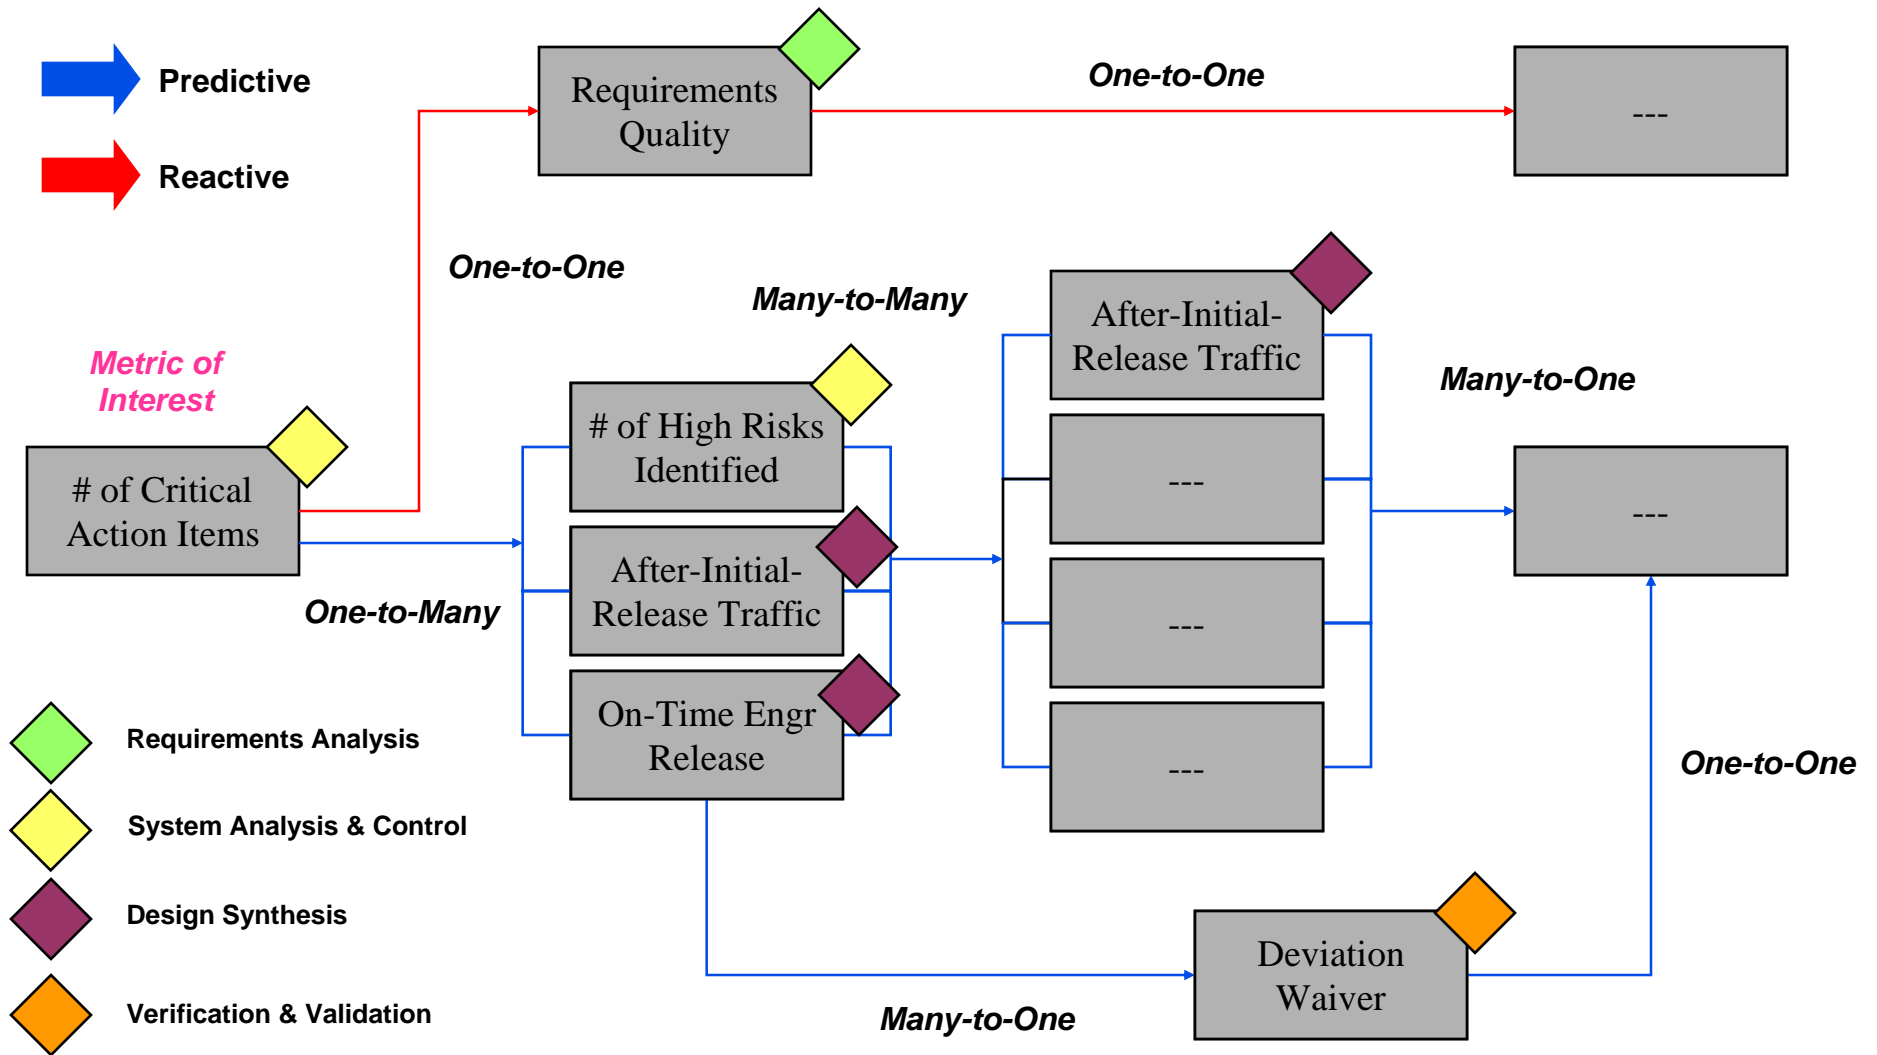 Predictive
Reactive
Requirements
Quality
One-to-One
---
One-to-One
Many-to-Many
After-Initial-
Release Traffic
Many-to-One
Metric of
Interest
# of Critical
Action Items
# of High Risks
Identified
---
---
After-Initial-
Release Traffic
One-to-Many
---
On-Time Engr
Release
---
One-to-One
Requirements Analysis
System Analysis & Control
Design Synthesis
Verification & Validation
Deviation
Waiver
Many-to-One